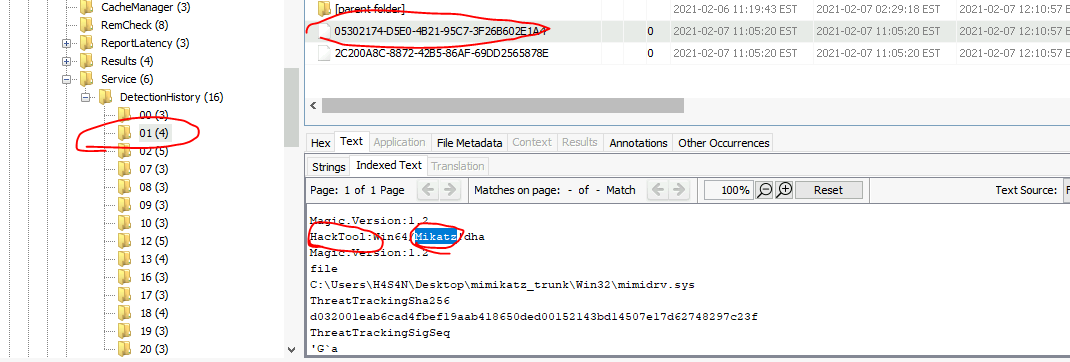 CacheManager (3)
RemCheck (8)
ReportLatency (3)
Results (4)
Service (6)
DetectionHistory (16)
00 (3)
01 (4)
02 (5)
07 (3)
08 (3)
09 (3)
10 (3)
12 (5)
13 (4)
16 (3)
17 (3)
18 (4)
19 (3)
20 (3)
[parent folder] 2021-02-06 11:19:43 EST 2021-02-07 02:29:18 EST 2021-02-07 12:10:57 E
05302174-D5E0-4B21-95C7-3F26B602E1A4 0 2021-02-07 11:05:20 EST 2021-02-07 11:05:20 EST 2021-02-07 12:10:57 E
2C200A8C-8872-42B5-86AF-69DD2565878E 0 2021-02-07 11:05:20 EST 2021-02-07 11:05:20 EST 2021-02-07 12:10:57 E
Hex Text Application File Metadata Context Results Annotations Other Occurrences
Strings Indexed Text Translation
Page: 1 of 1 Page Matches on page: - of - Match 100% Reset Text Source: F
Magic.Version:1.2
HackTool:Win64/Mikatz!dha
Magic.Version:1.2
file
C:\Users\H4S4N\Desktop\mimikatz_trunk\Win32\mimidrv.sys
ThreatTrackingSha256
d032001eab6cad4fbef19aab418650ded00152143bd14507e17d62748297c23f
ThreatTrackingSigSeq
'G`a